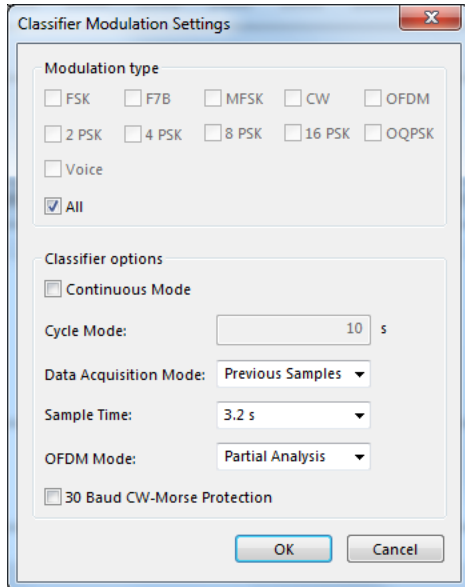 Classifier Modulation Settings
Modulation type
FSK F7B MFSK CW OFDM
2 PSK 4 PSK 8 PSK 16 PSK OQPSK
Voice
All
Classifier options
Continuous Mode
Cycle Mode: 10 s
Data Acquisition Mode: Previous Samples
Sample Time: 3.2 s
OFDM Mode: Partial Analysis
30 Baud CW-Morse Protection
OK Cancel